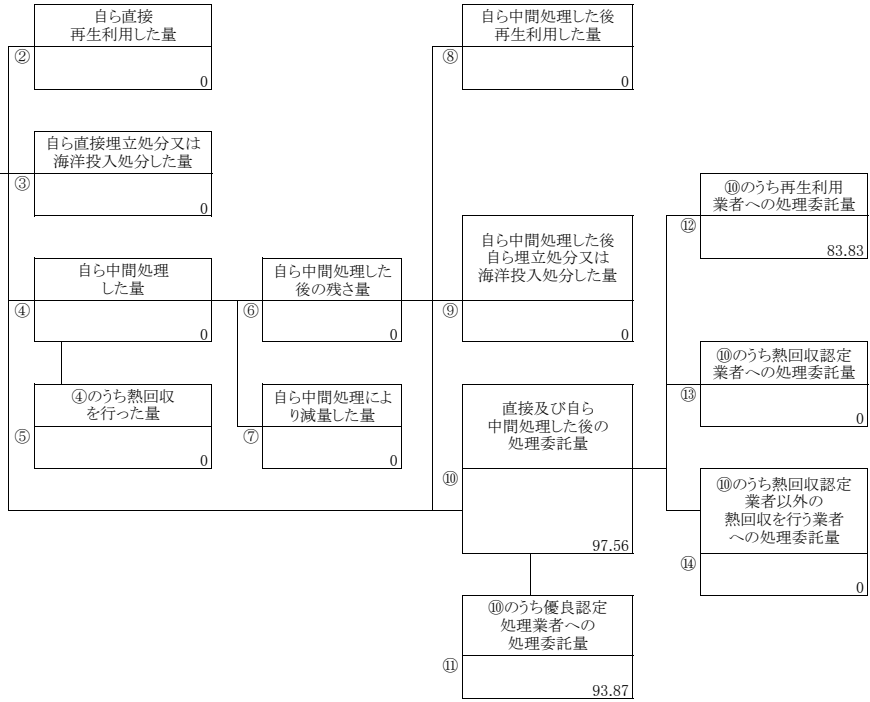 自ら直接
再生利用した量
②
0
自ら直接埋立処分又は
海洋投入処分した量
③
0
自ら中間処理
した量
④
0
④のうち熱回収
を行った量
⑤
0
自ら中間処理した
後の残さ量
⑥
0
自ら中間処理によ
り減量した量
⑦
0
自ら中間処理した後
再生利用した量
⑧
0
自ら中間処理した後
自ら埋立処分又は
海洋投入処分した量
⑨
0
直接及び自ら
中間処理した後の
処理委託量
⑩
97.56
⑩のうち優良認定
処理業者への
処理委託量
⑪
93.87
⑩のうち再生利用
業者への処理委託量
⑫
83.83
⑩のうち熱回収認定
業者への処理委託量
⑬
0
⑩のうち熱回収認定
業者以外の
熱回収を行う業者
への処理委託量
⑭
0